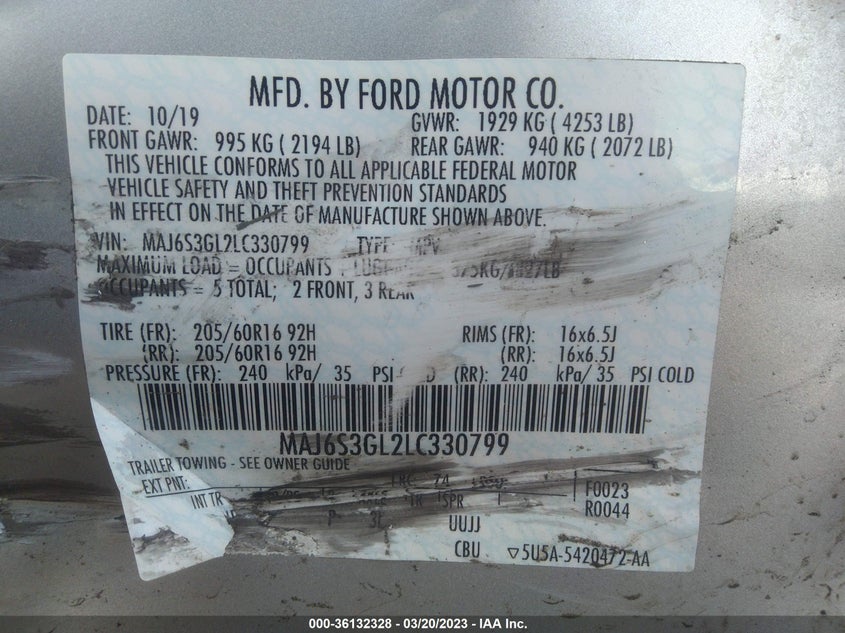 MFD. BY FORD MOTOR CO.
DATE: 10/19 GVWR: 1929 KG ( 4253 LB)
FRONT GAWR: 995 KG ( 2194 LB) REAR GAWR: 940 KG ( 2072 LB)
THIS VEHICLE CONFORMS TO ALL APPLICABLE FEDERAL MOTOR
VEHICLE SAFETY AND THEFT PREVENTION STANDARDS
IN EFFECT ON THE DATE OF MANUFACTURE SHOWN ABOVE.
VIN: MAJ6S3GL2LC330799 TYPE: MPV
MAXIMUM LOAD = OCCUPANTS
OCCUPANTS = 5 TOTAL; 2 FRONT, 3 REAR
TIRE (FR): 205/60R16 92H RIMS (FR): 16x6.5J
(RR): 205/60R16 92H (RR): 16x6.5J
PRESSURE (FR): 240 kPa/ 35 PSI (RR): 240 kPa/ 35 PSI COLD
MAJ6S3GL2LC330799
TRAILER TOWING - SEE OWNER GUIDE
EXT PNT: F0023
INT TR R0044
UUJJ
CBU ▽5U5A-5420472-AA
000-36132328 - 03/20/2023 - IAA Inc.